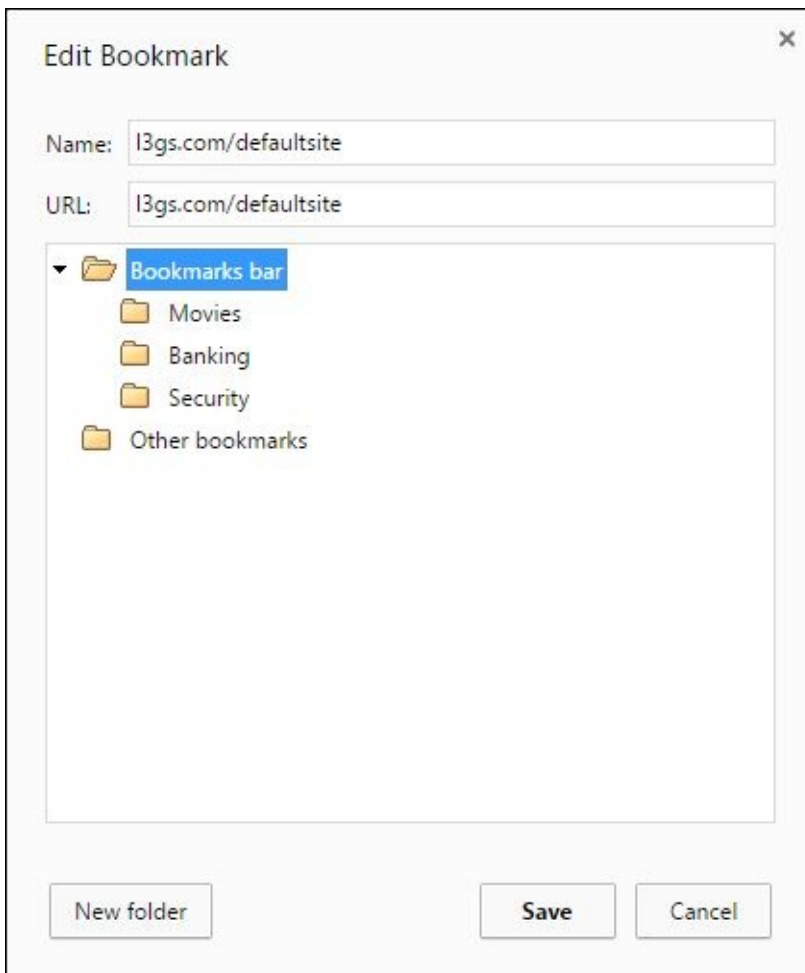 Edit Bookmark
Name: l3gs.com/defaultsite
URL: l3gs.com/defaultsite
Bookmarks bar
Movies
Banking
Security
Other bookmarks
New folder Save Cancel